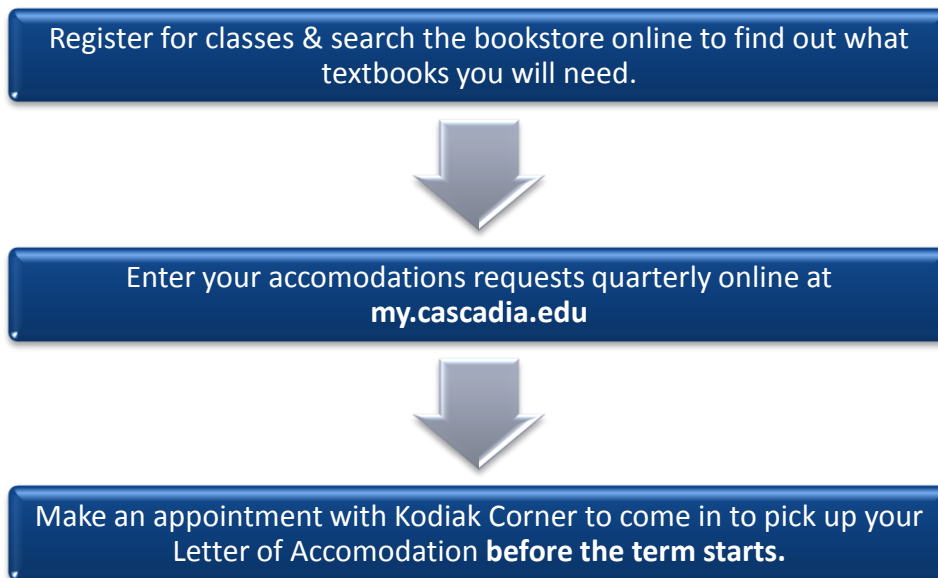 Register for classes & search the bookstore online to find out what
textbooks you will need.
Enter your accomodations requests quarterly online at
my.cascadia.edu
Make an appointment with Kodiak Corner to come in to pick up your
Letter of Accomodation before the term starts.